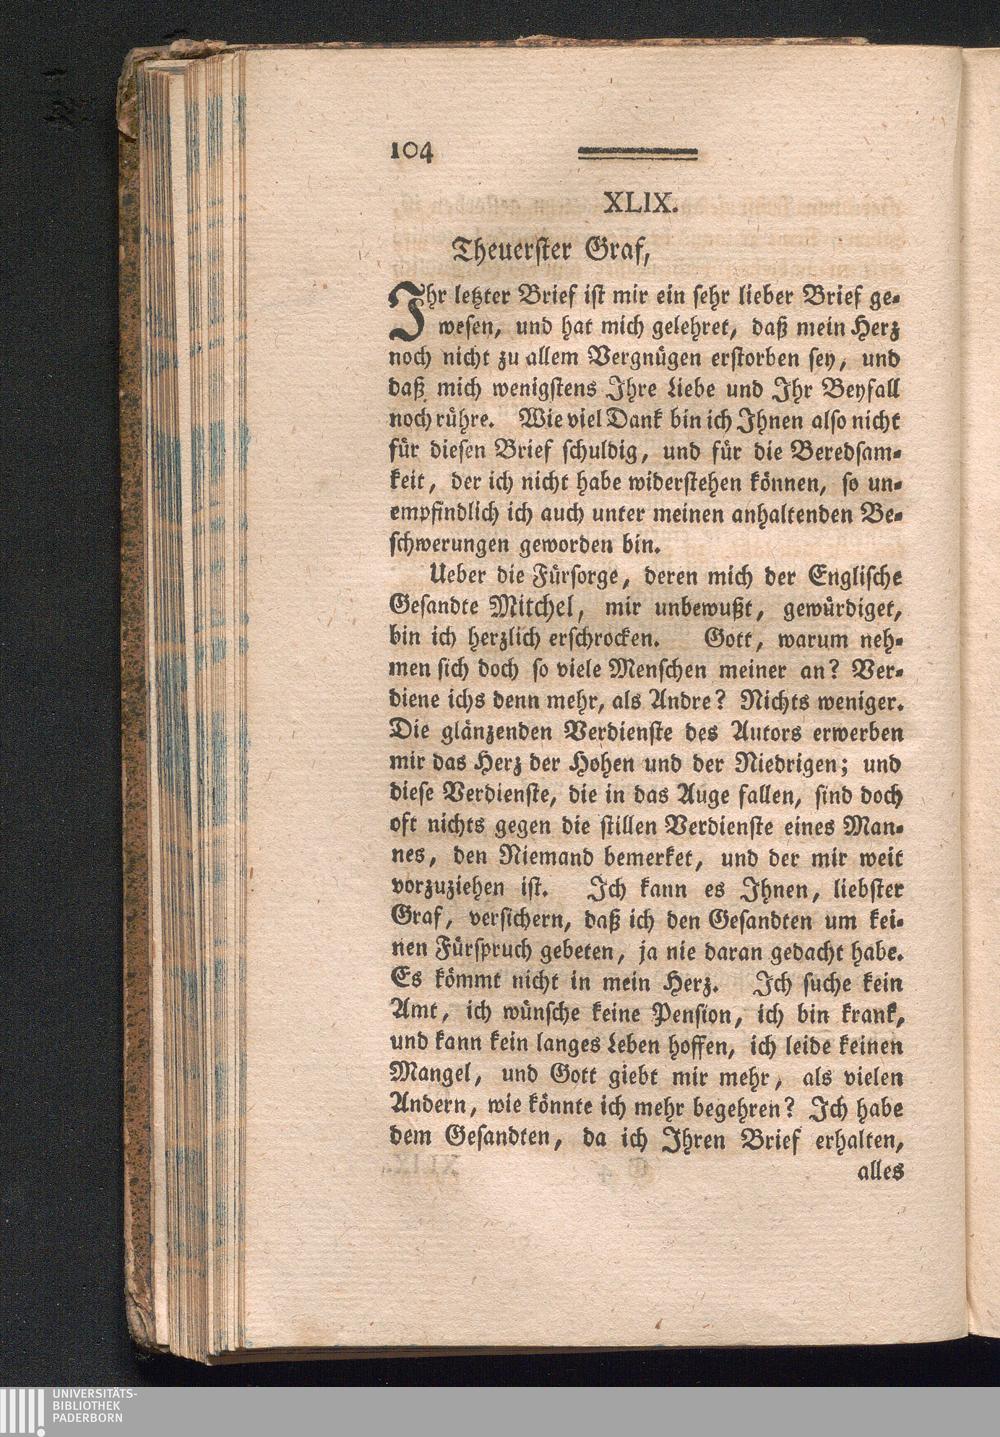 104
XLIX.
Theuerster Graf,
Ihr letzter Brief ist mir ein sehr lieber Brief ge-
wesen, und hat mich gelehret, daß mein Herz
noch nicht zu allem Vergnügen erstorben sey, und
daß mich wenigstens Ihre Liebe und Ihr Beyfall
noch rühre. Wie viel Dank bin ich Ihnen also nicht
für diesen Brief schuldig, und für die Beredsam-
keit, der ich nicht habe widerstehen können, so un-
empfindlich ich auch unter meinen anhaltenden Be-
schwerungen geworden bin.
Ueber die Fürsorge, deren mich der Englische
Gesandte Mitchel, mir unbewußt, gewürdiget,
bin ich herzlich erschrocken. Gott, warum neh-
men sich doch so viele Menschen meiner an? Ver-
diene ichs denn mehr, als Andre? Nichts weniger.
Die glänzenden Verdienste des Autors erwerben
mir das Herz der Hohen und der Niedrigen; und
diese Verdienste, die in das Auge fallen, sind doch
oft nichts gegen die stillen Verdienste eines Man-
nes, den Niemand bemerket, und der mir weit
vorzuziehen ist. Ich kann es Ihnen, liebster
Graf, versichern, daß ich den Gesandten um kei-
nen Fürspruch gebeten, ja nie daran gedacht habe.
Es kömmt nicht in mein Herz. Ich suche kein
Amt, ich wünsche keine Pension, ich bin krank,
und kann kein langes Leben hoffen, ich leide keinen
Mangel, und Gott giebt mir mehr, als vielen
Andern, wie könnte ich mehr begehren? Ich habe
dem Gesandten, da ich Ihren Brief erhalten,
alles
UNIVERSITÄTS-
BIBLIOTHEK
PADERBORN